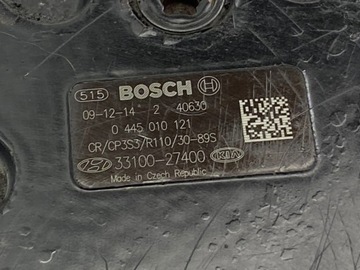 515 BOSCH
09-12-14 2 40630
0 445 010 121
CR/CP3S3/R110/30-89S
33100-27400 KIA
Made in Czech Republic